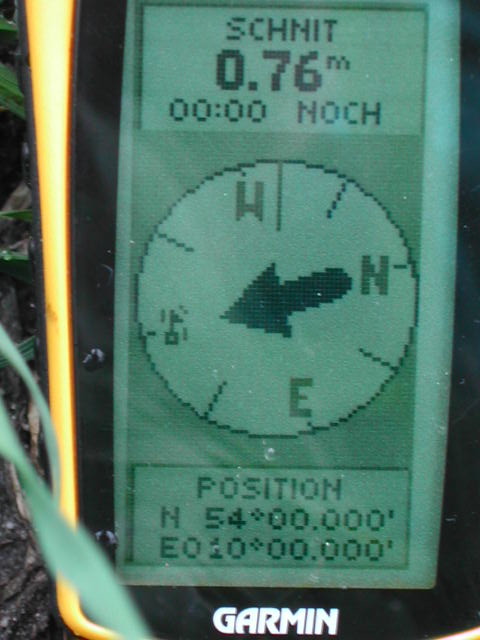 SCHNIT
0.76m
00:00 NOCH
W
N
E
POSITION
N 54°00.000'
E010°00.000'
GARMIN